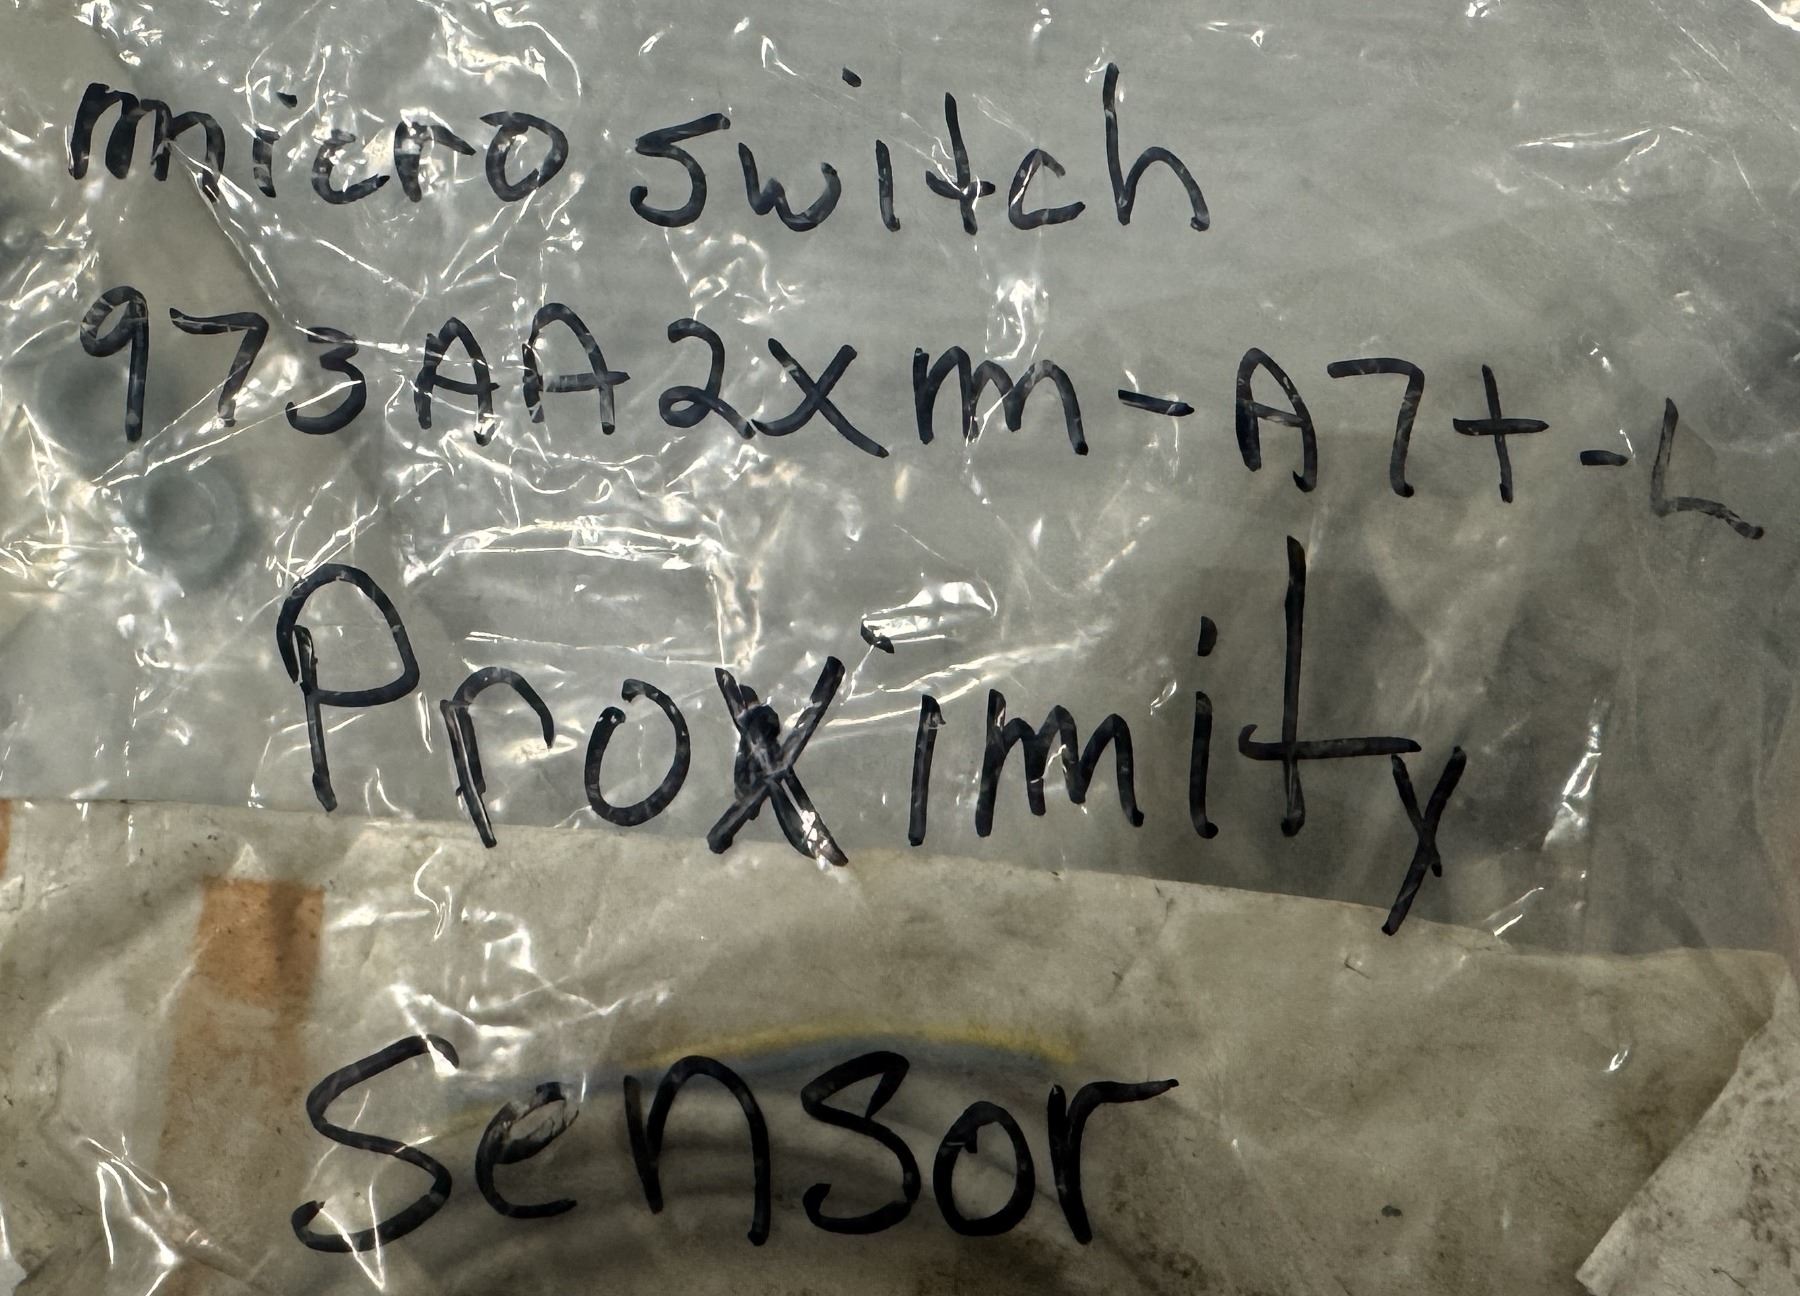 micro switch
973AA2XM-A7T-L
Proximity
Sensor